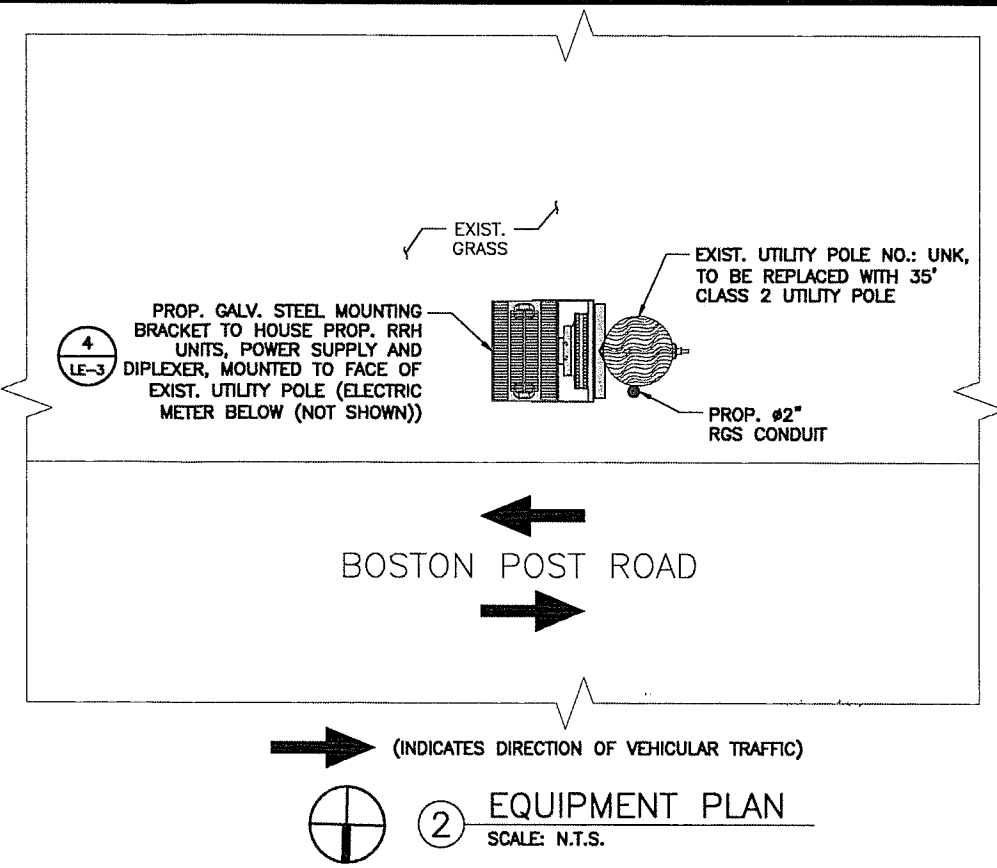 EXIST.
GRASS
EXIST. UTILITY POLE NO.: UNK,
TO BE REPLACED WITH 35'
CLASS 2 UTILITY POLE
PROP. GALV. STEEL MOUNTING
BRACKET TO HOUSE PROP. RRH
UNITS, POWER SUPPLY AND
DIPLEXER, MOUNTED TO FACE OF
EXIST. UTILITY POLE (ELECTRIC
METER BELOW (NOT SHOWN))
4
LE-3
PROP. ø2"
RGS CONDUIT
BOSTON POST ROAD
(INDICATES DIRECTION OF VEHICULAR TRAFFIC)
2
EQUIPMENT PLAN
SCALE: N.T.S.